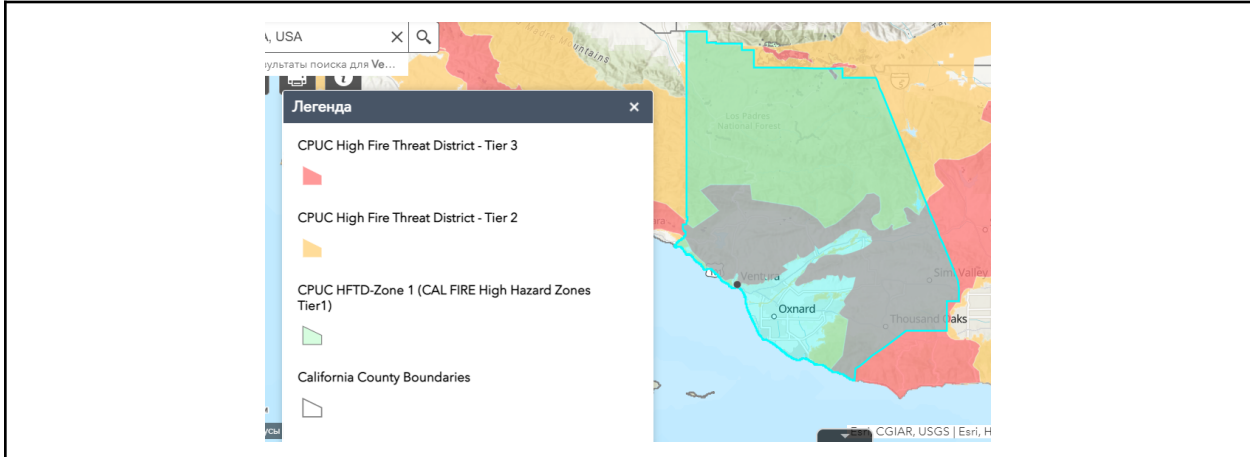 , USA
зультаты поиска для Ve...
Mountains
Легенда
CPUC High Fire Threat District - Tier 3
CPUC High Fire Threat District - Tier 2
CPUC HFTD-Zone 1 (CAL FIRE High Hazard Zones
Tier1)
California County Boundaries
Los Padres
National Forest
Ventura
Simi Valley
Oxnard
Thousand Oaks
Esri, CGIAR, USGS | Esri, H